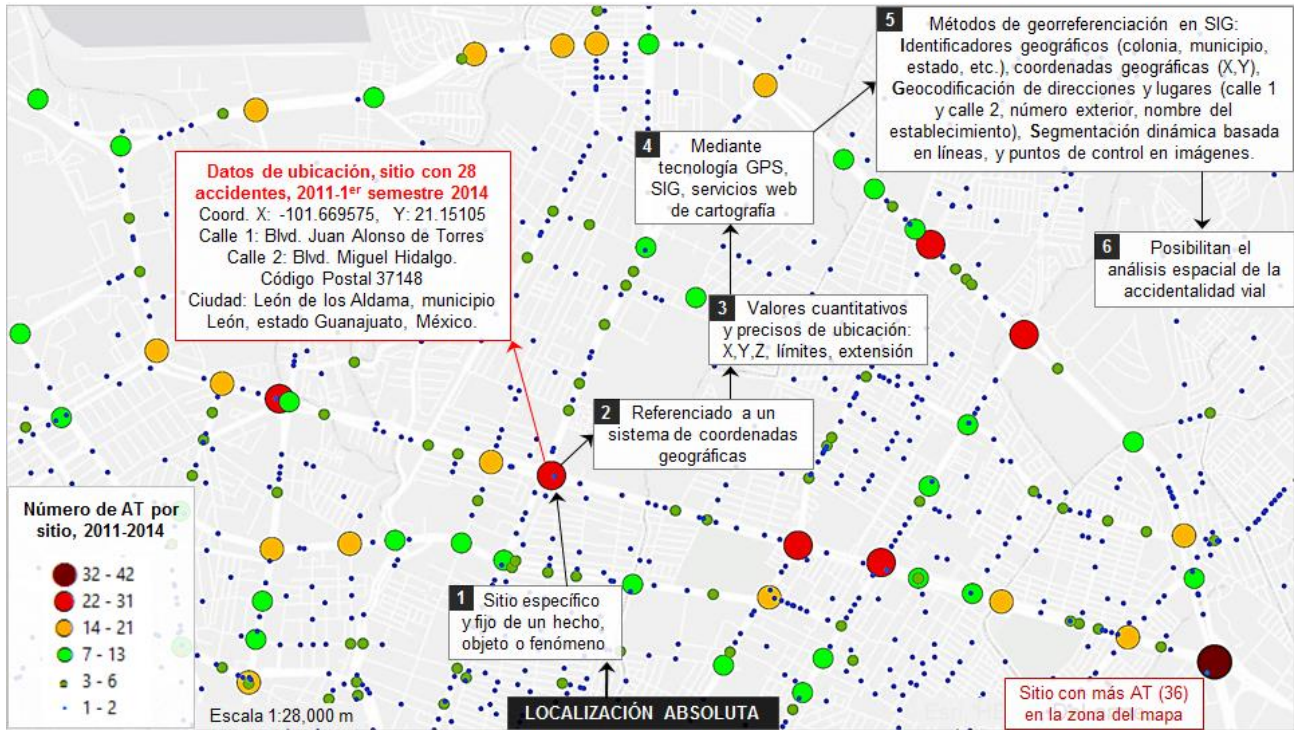 5 Métodos de georreferenciación en SIG:
Identificadores geográficos (colonia, municipio,
estado, etc.), coordenadas geográficas (X,Y),
Geocodificación de direcciones y lugares (calle 1
y calle 2, número exterior, nombre del
establecimiento), Segmentación dinámica basada
en líneas, y puntos de control en imágenes.
4 Mediante
tecnología GPS,
SIG, servicios web
de cartografía
Datos de ubicación, sitio con 28
accidentes, 2011-1er semestre 2014
Coord. X: -101.669575, Y: 21.15105
Calle 1: Blvd. Juan Alonso de Torres
Calle 2: Blvd. Miguel Hidalgo.
Código Postal 37148
Ciudad: León de los Aldama, municipio
León, estado Guanajuato, México.
6 Posibilitan el
análisis espacial de la
accidentalidad vial
3 Valores cuantitativos
y precisos de ubicación:
X,Y,Z; límites, extensión
2 Referenciado a un
sistema de coordenadas
geográficas
Número de AT por
sitio, 2011-2014
32 - 42
22 - 31
14 - 21
7 - 13
3 - 6
1 - 2
1 Sitio específico
y fijo de un hecho,
objeto o fenómeno
Escala 1:28,000 m
LOCALIZACIÓN ABSOLUTA
Sitio con más AT (36)
en la zona del mapa